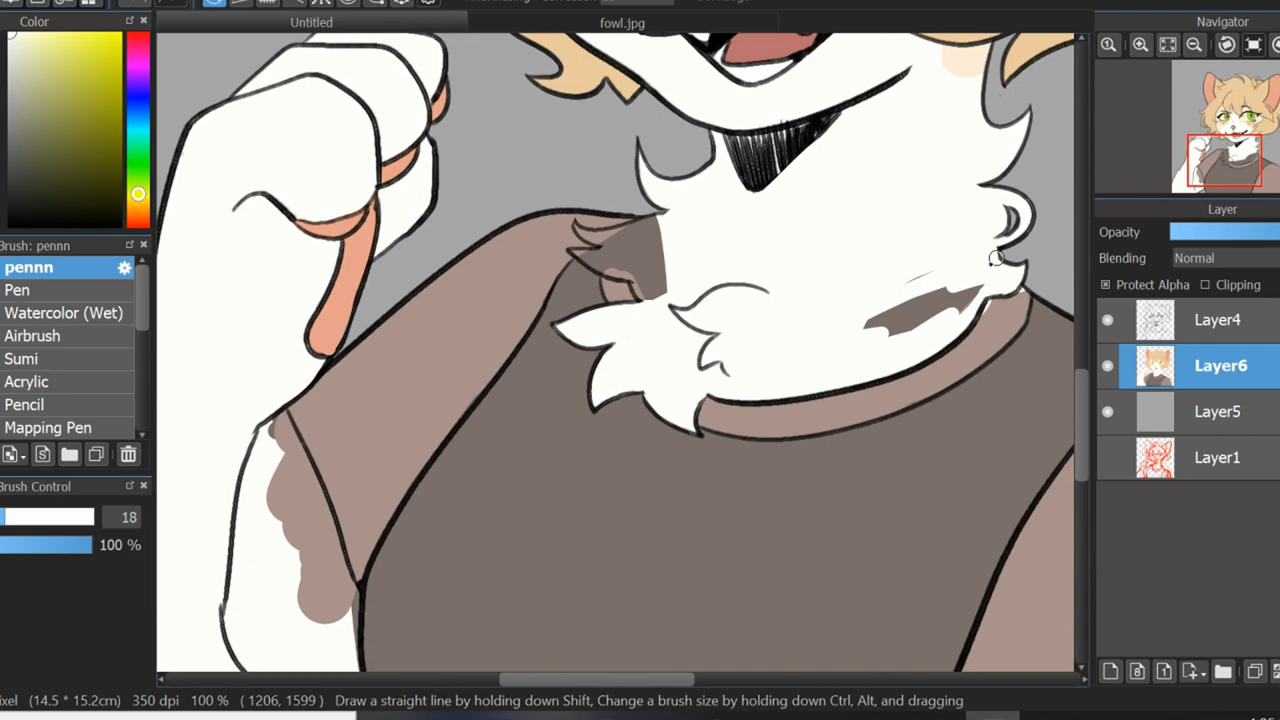 Untitled
fowl.jpg
Color
Brush: pennn
pennn
Pen
Watercolor (Wet)
Airbrush
Sumi
Acrylic
Pencil
Mapping Pen
Brush Control
18
100 %
Navigator
Layer
Opacity
Blending
Normal
Protect Alpha
Clipping
Layer4
Layer6
Layer5
Layer1
ixel (14.5 * 15.2cm) 350 dpi 100 % ( 1206, 1599 ) Draw a straight line by holding down Shift, Change a brush size by holding down Ctrl, Alt, and dragging